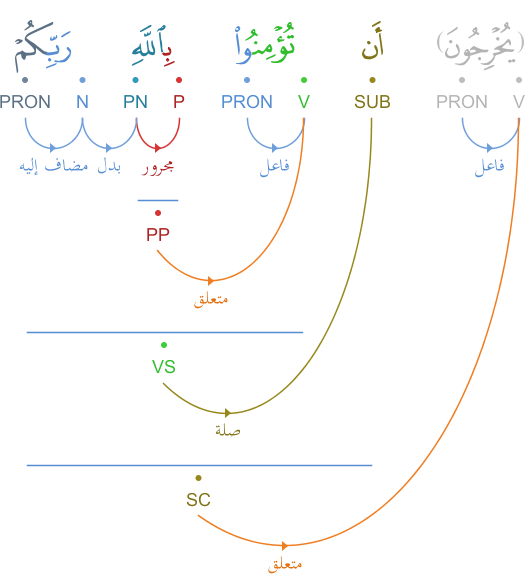 (يُخْرِجُونَ) أَن تُؤْمِنُوا۟ بِٱللَّهِ رَبِّكُمْ
V PRON SUB V PRON P PN N PRON
فاعل فاعل مجرور بدل مضاف إليه
PP
متعلق
VS
صلة
SC
متعلق